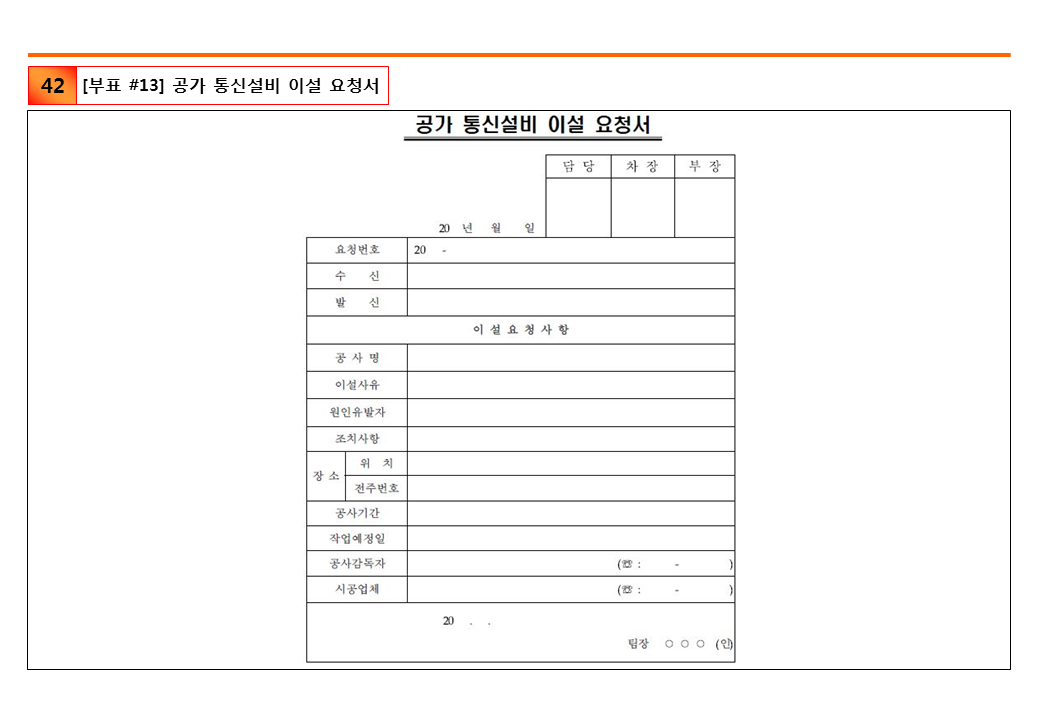 42 [부표 #13] 공가 통신설비 이설 요청서
공가 통신설비 이설 요청서
담 당 차 장 부 장
20 년 월 일
요청번호 20 -
수 신
발 신
이 설 요 청 사 항
공 사 명
이설사유
원인유발자
조치사항
장 소 위 치
전주번호
공사기간
작업예정일
공사감독자 (☏ : - )
시공업체 (☏ : - )
20 . .
팀장 ○ ○ ○ (인)